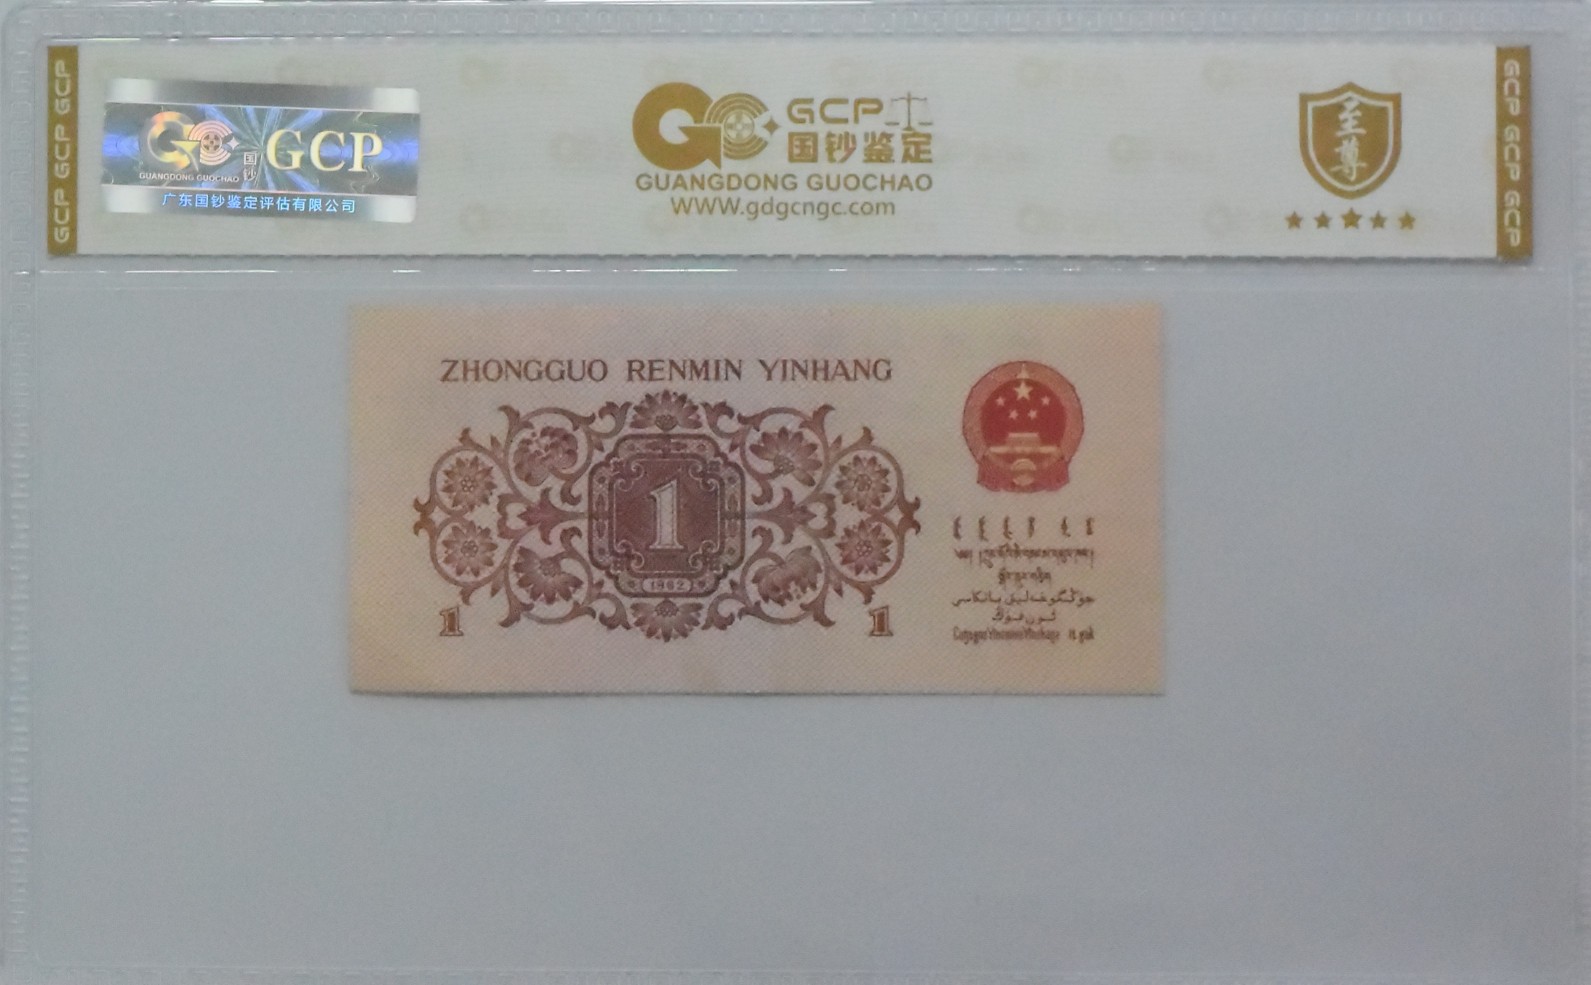 GCP GCP GCP
GC 国钞 GCP
GUANGDONG GUOCHAO
广东国钞鉴定评估有限公司
GCP
国钞鉴定
GUANGDONG GUOCHAO
WWW.gdgcngc.com
至尊
GCP GCP GCP
ZHONGGUO RENMIN YINHANG
1
1962
1 1